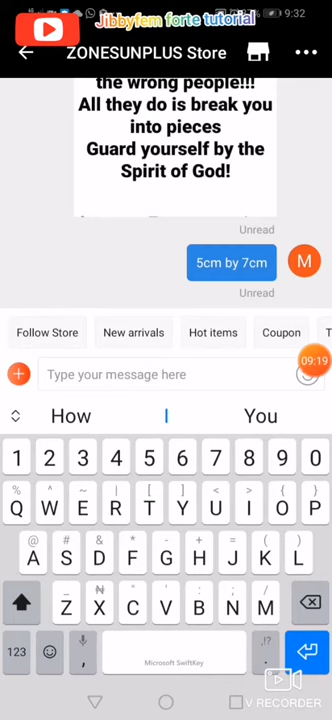 Jibbyfem forte tutorial
9:32
ZONESUNPLUS Store
the wrong people!!!
All they do is break you
into pieces
Guard yourself by the
Spirit of God!
Unread
5cm by 7cm
M
Unread
Follow Store
New arrivals
Hot items
Coupon
T
09:19
Type your message here
How
I
You
1 2 3 4 5 6 7 8 9 0
% ^ ~ | [ ] < > { }
Q W E R T Y U I O P
@ # & * - + = ( )
A S D F G H J K L
_ ₦ " ' : ; /
Z X C V B N M
123
,
Microsoft SwiftKey
,!?
.
V RECORDER